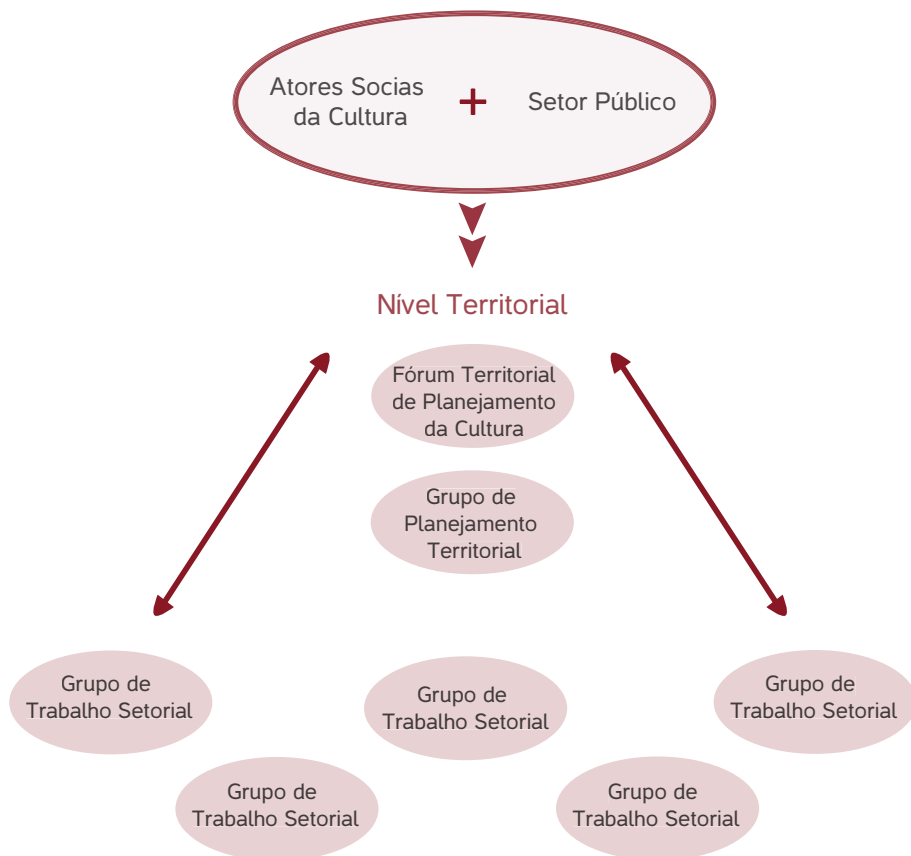 Atores Socias
da Cultura
+
Setor Público
Nível Territorial
Fórum Territorial
de Planejamento
da Cultura
Grupo de
Planejamento
Territorial
Grupo de
Trabalho Setorial
Grupo de
Trabalho Setorial
Grupo de
Trabalho Setorial
Grupo de
Trabalho Setorial
Grupo de
Trabalho Setorial